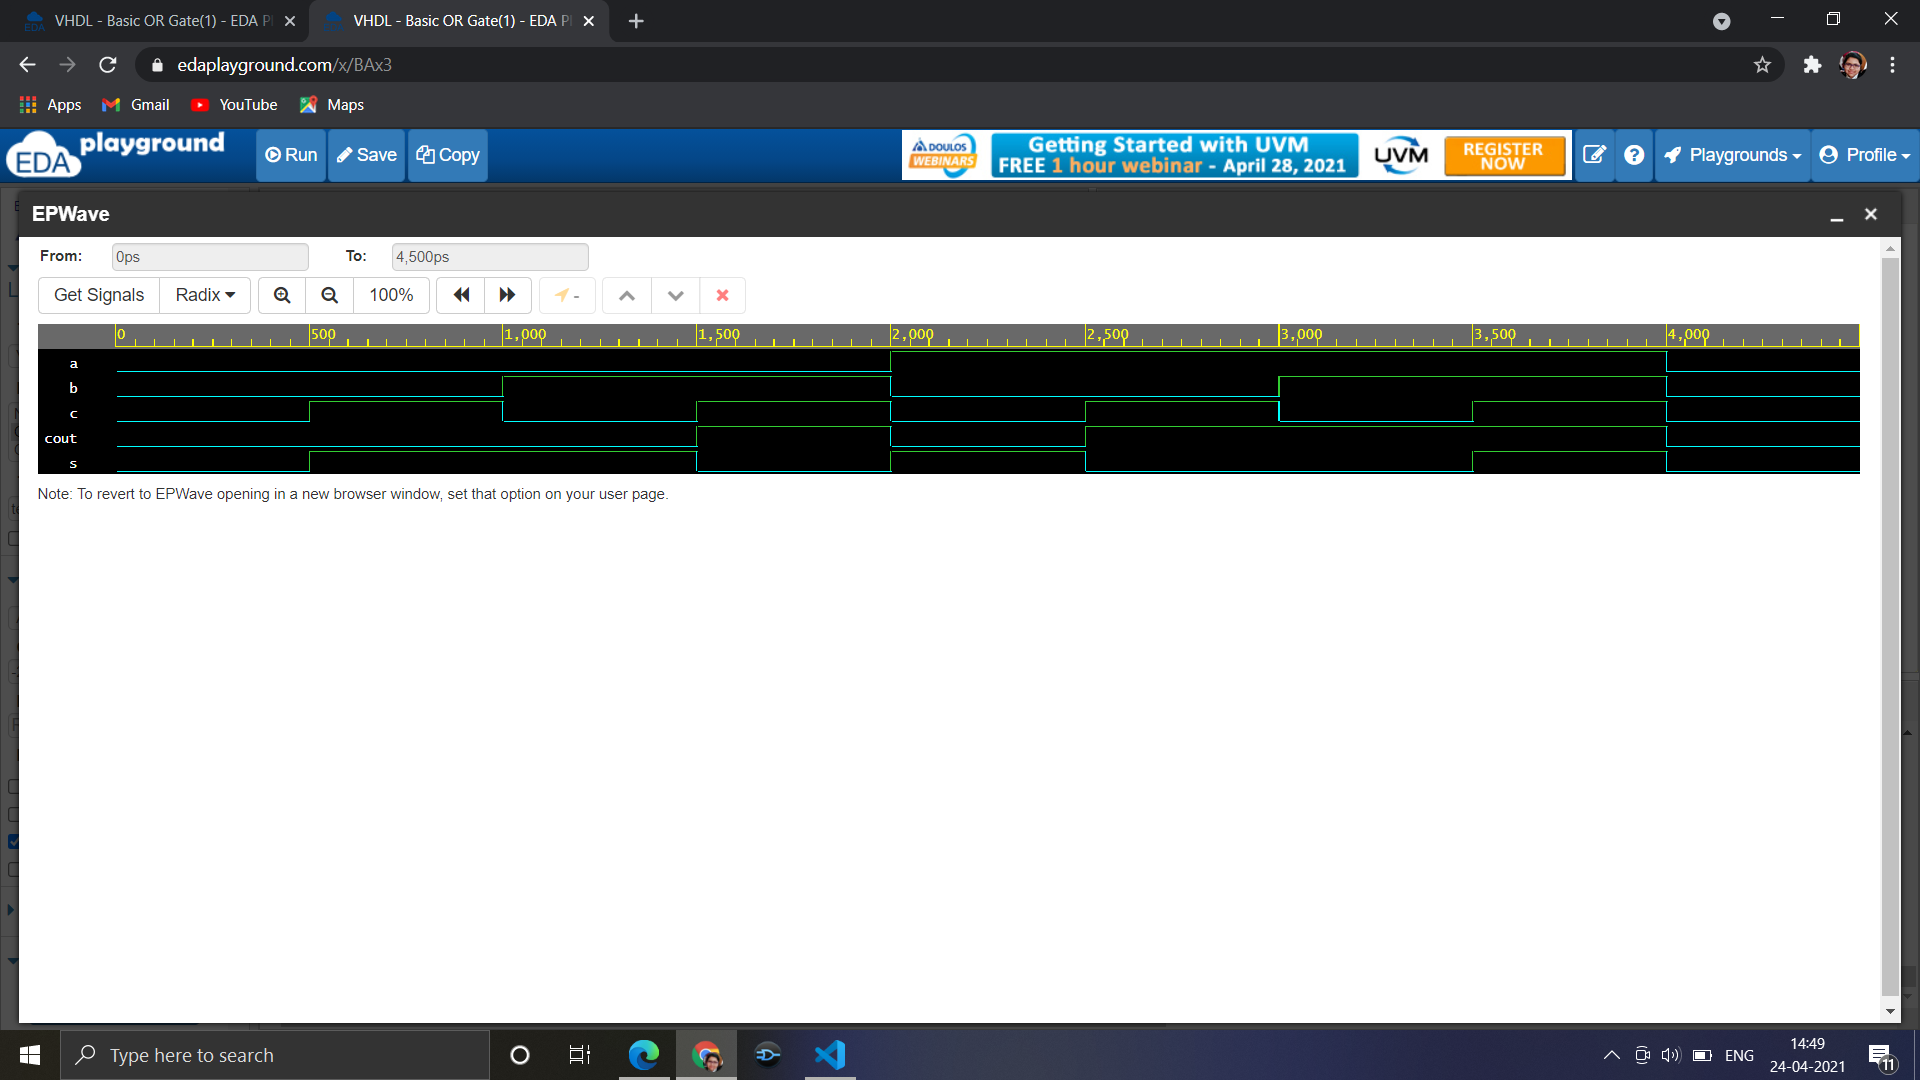 VHDL - Basic OR Gate(1) - EDA Pl
VHDL - Basic OR Gate(1) - EDA Pl
edaplayground.com/x/BAx3
Apps Gmail YouTube Maps
EDA playground Run Save Copy
DOULOS WEBINARS Getting Started with UVM FREE 1 hour webinar - April 28, 2021 UVM REGISTER NOW
Playgrounds Profile
EPWave
From: 0ps To: 4,500ps
Get Signals Radix 100% -
0 500 1,000 1,500 2,000 2,500 3,000 3,500 4,000
a
b
c
cout
s
Note: To revert to EPWave opening in a new browser window, set that option on your user page.
Type here to search
ENG
14:49
24-04-2021
11